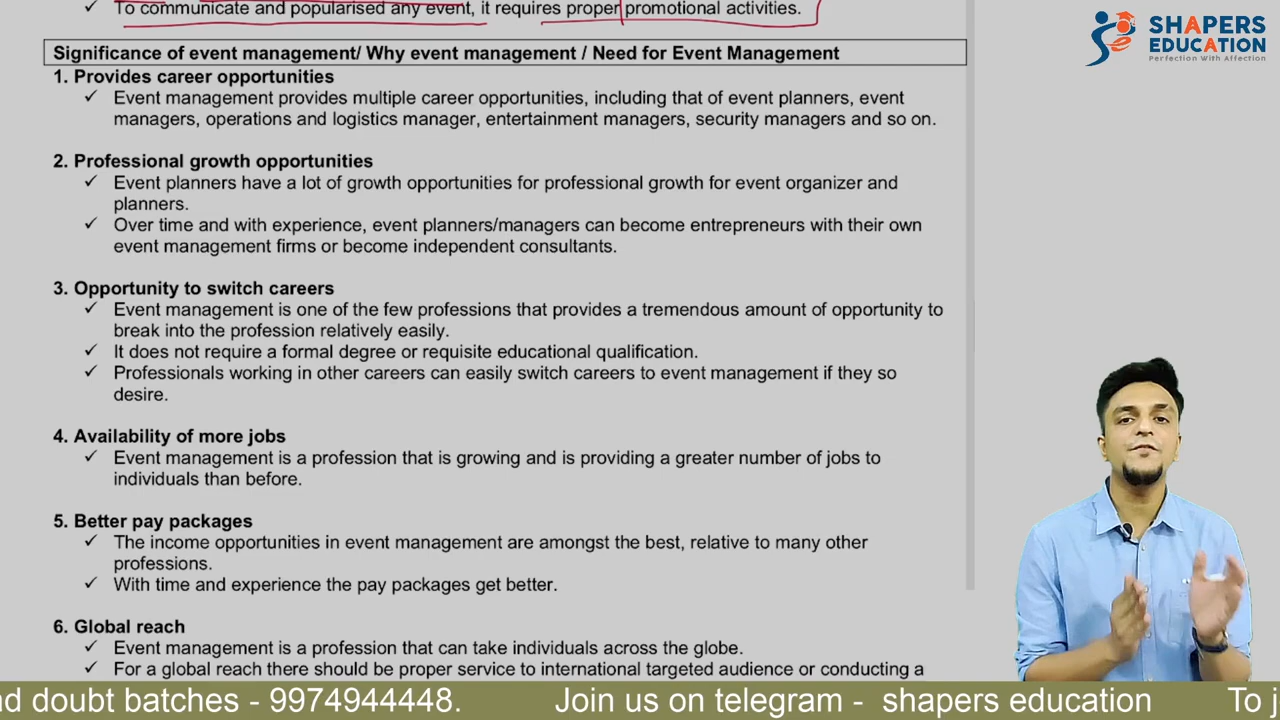 ✓ To communicate and popularised any event, it requires proper promotional activities.
SHAPERS
EDUCATION
Perfection With Affection
Significance of event management/ Why event management / Need for Event Management
1. Provides career opportunities
✓ Event management provides multiple career opportunities, including that of event planners, event
managers, operations and logistics manager, entertainment managers, security managers and so on.
2. Professional growth opportunities
✓ Event planners have a lot of growth opportunities for professional growth for event organizer and
planners.
✓ Over time and with experience, event planners/managers can become entrepreneurs with their own
event management firms or become independent consultants.
3. Opportunity to switch careers
✓ Event management is one of the few professions that provides a tremendous amount of opportunity to
break into the profession relatively easily.
✓ It does not require a formal degree or requisite educational qualification.
✓ Professionals working in other careers can easily switch careers to event management if they so
desire.
4. Availability of more jobs
✓ Event management is a profession that is growing and is providing a greater number of jobs to
individuals than before.
5. Better pay packages
✓ The income opportunities in event management are amongst the best, relative to many other
professions.
✓ With time and experience the pay packages get better.
6. Global reach
✓ Event management is a profession that can take individuals across the globe.
✓ For a global reach there should be proper service to international targeted audience or conducting a
nd doubt batches - 9974944448. Join us on telegram - shapers education To j